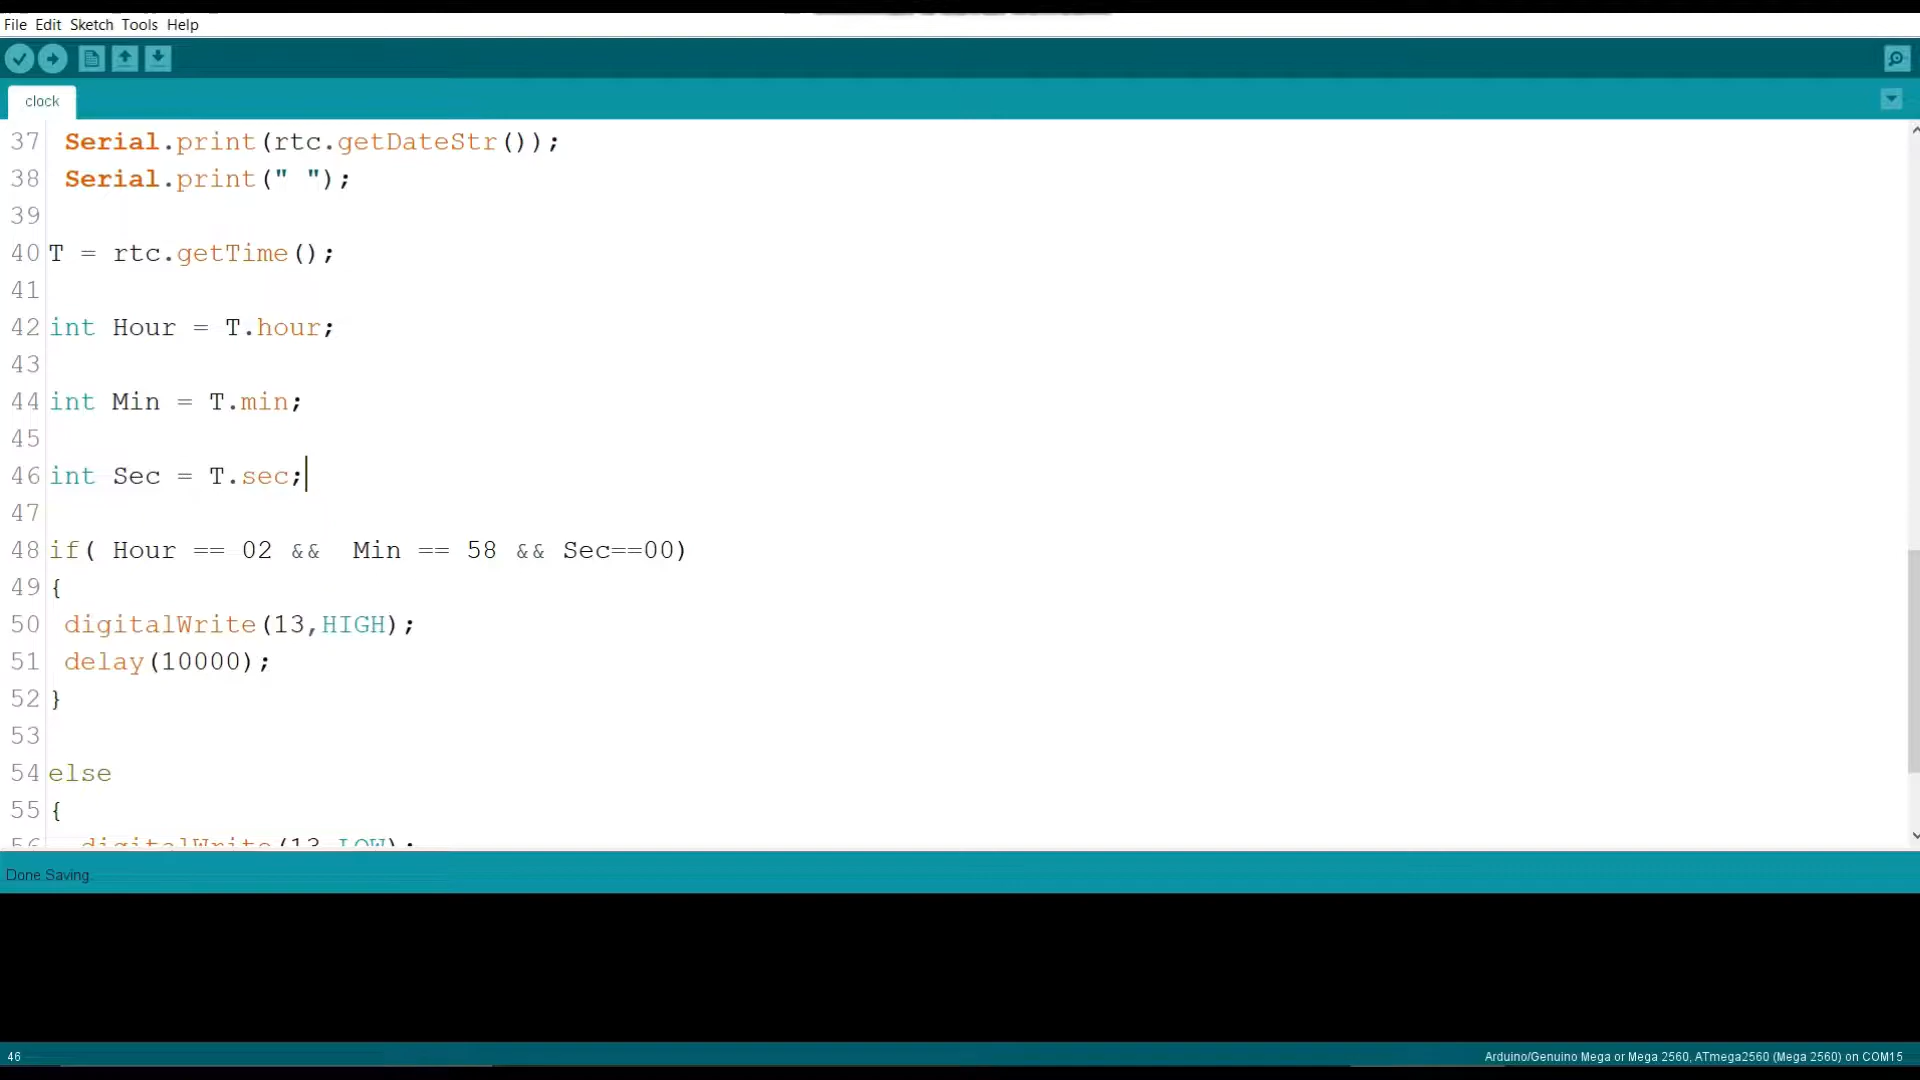 File Edit Sketch Tools Help
clock
37 Serial.print(rtc.getDateStr());
38 Serial.print(" ");
39
40 T = rtc.getTime();
41
42 int Hour = T.hour;
43
44 int Min = T.min;
45
46 int Sec = T.sec;
47
48 if( Hour == 02 &&  Min == 58 && Sec==00)
49 {
50 digitalWrite(13,HIGH);
51 delay(10000);
52 }
53
54 else
55 {
56 digitalWrite(13,LOW);
Done Saving.
46
Arduino/Genuino Mega or Mega 2560, ATmega2560 (Mega 2560) on COM15